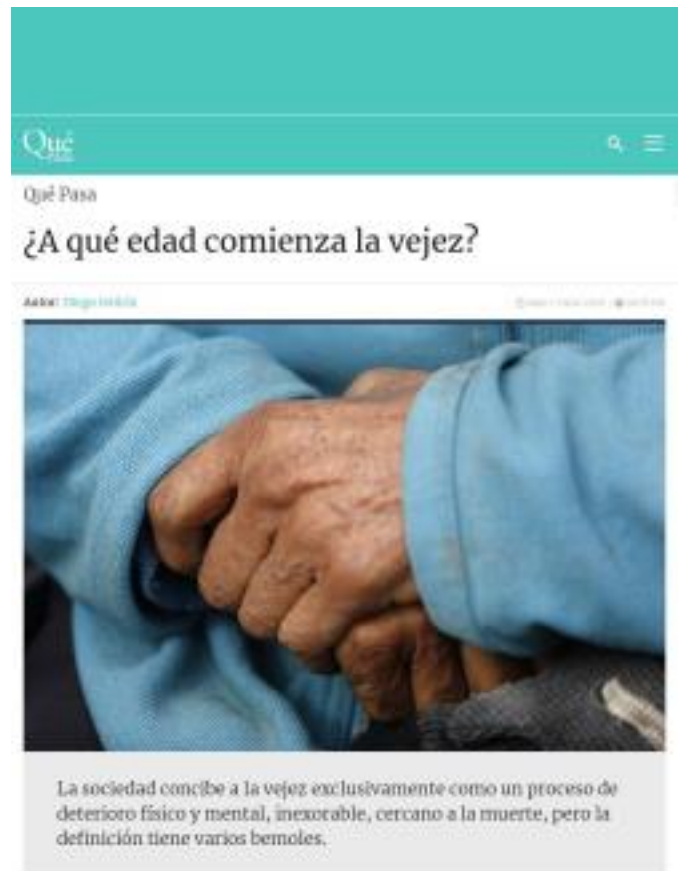 Qué
Qué Pasa
¿A qué edad comienza la vejez?
Autor:
La sociedad concibe a la vejez exclusivamente como un proceso de
deterioro físico y mental, inexorable, cercano a la muerte, pero la
definición tiene varios bemoles.